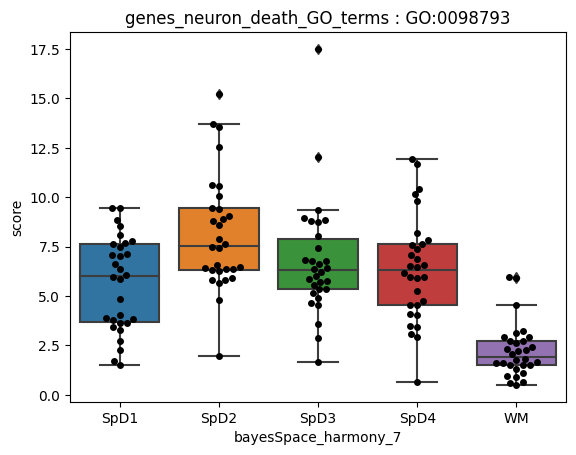 genes_neuron_death_GO_terms : GO:0098793
17.5
15.0
12.5
10.0
7.5
5.0
2.5
0.0
score
SpD1 SpD2 SpD3 SpD4 WM
bayesSpace_harmony_7